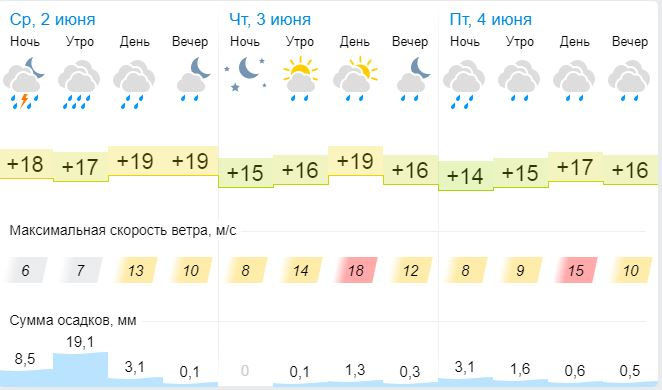 Ср, 2 июня Чт, 3 июня Пт, 4 июня
Ночь Утро День Вечер Ночь Утро День Вечер Ночь Утро День Вечер
+18 +17 +19 +19 +15 +16 +19 +16 +14 +15 +17 +16
Максимальная скорость ветра, м/с
6 7 13 10 8 14 18 12 8 9 15 10
Сумма осадков, мм
8,5 19,1 3,1 0,1 0 0,1 1,3 0,3 3,1 1,6 0,6 0,5